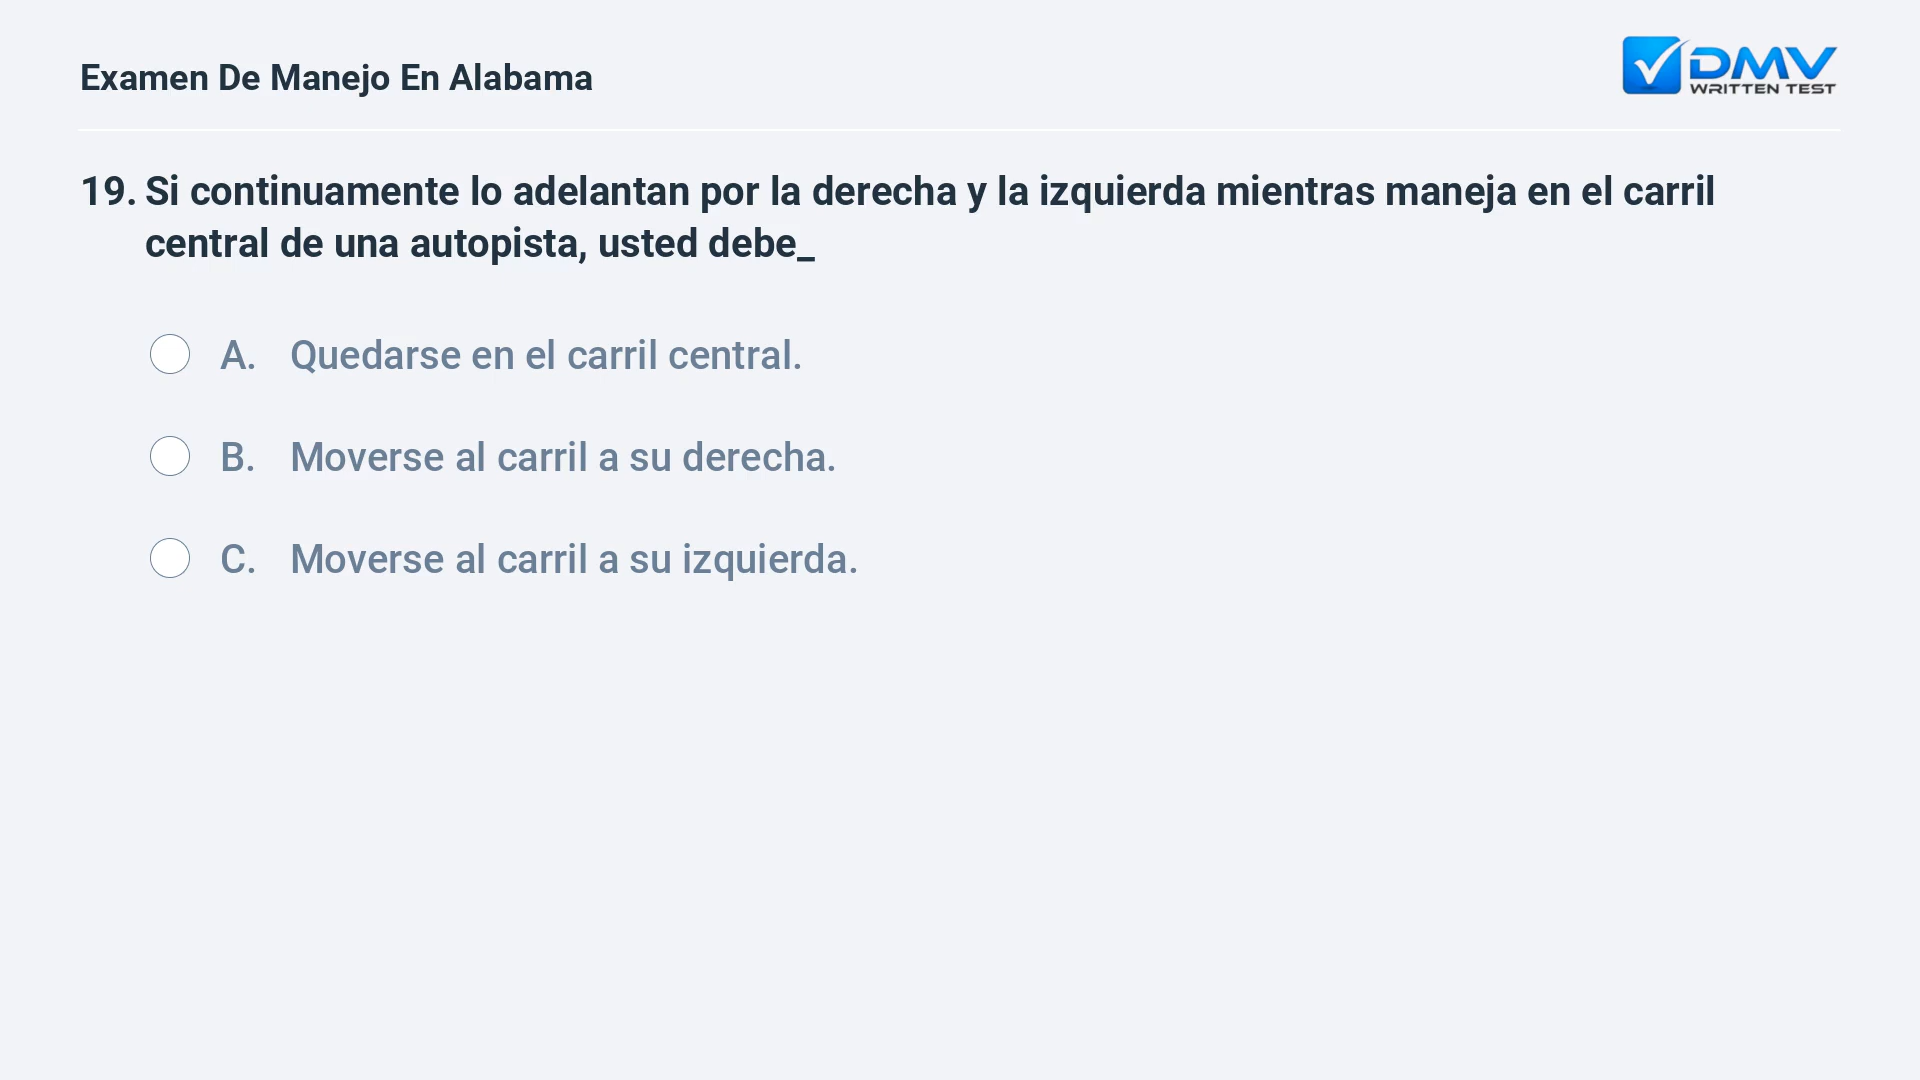 Examen De Manejo En Alabama
DMV
WRITTEN TEST
19. Si continuamente lo adelantan por la derecha y la izquierda mientras maneja en el carril
central de una autopista, usted debe_
A. Quedarse en el carril central.
B. Moverse al carril a su derecha.
C. Moverse al carril a su izquierda.